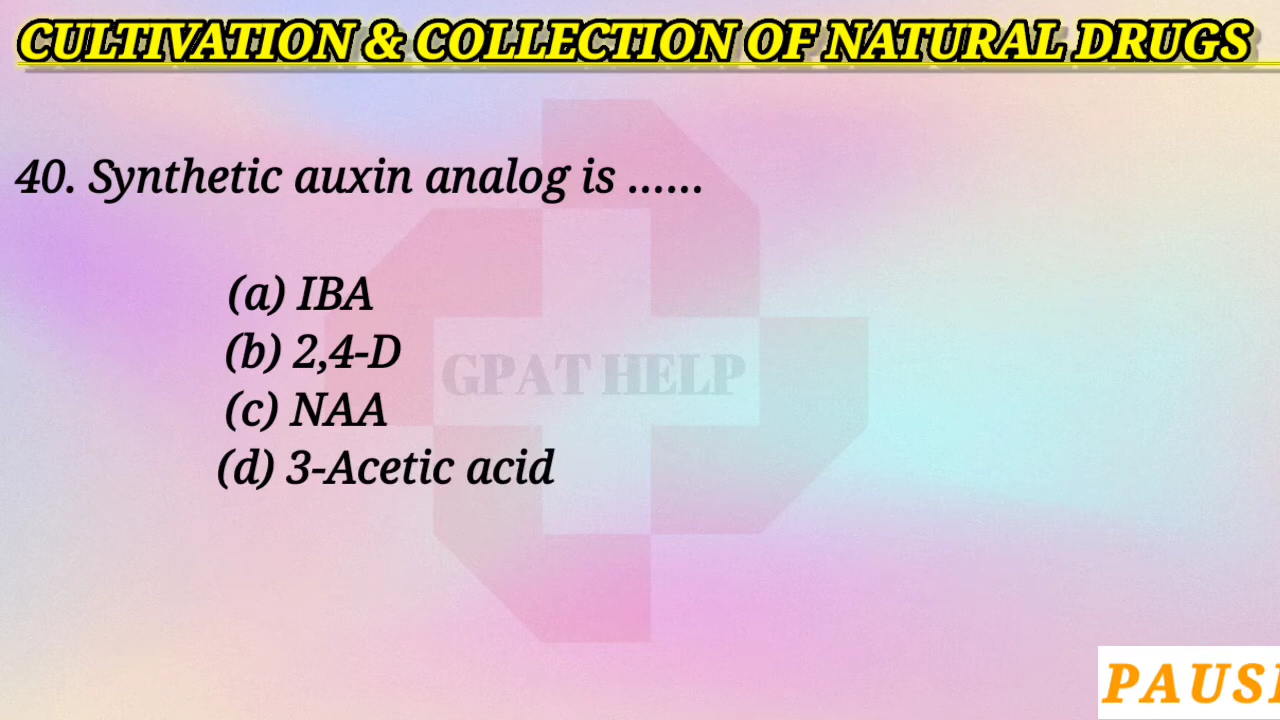 CULTIVATION & COLLECTION OF NATURAL DRUGS
40. Synthetic auxin analog is ......
(a) IBA
(b) 2,4-D
(c) NAA
(d) 3-Acetic acid
GPAT HELP